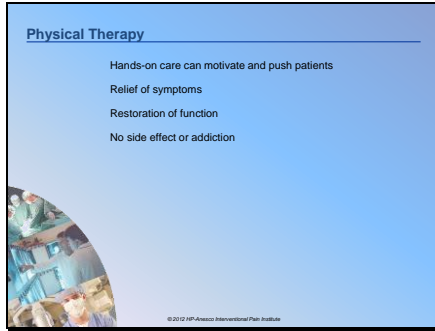 Physical Therapy
Hands-on care can motivate and push patients
Relief of symptoms
Restoration of function
No side effect or addiction
©2012 HP-Anesco Interventional Pain Institute